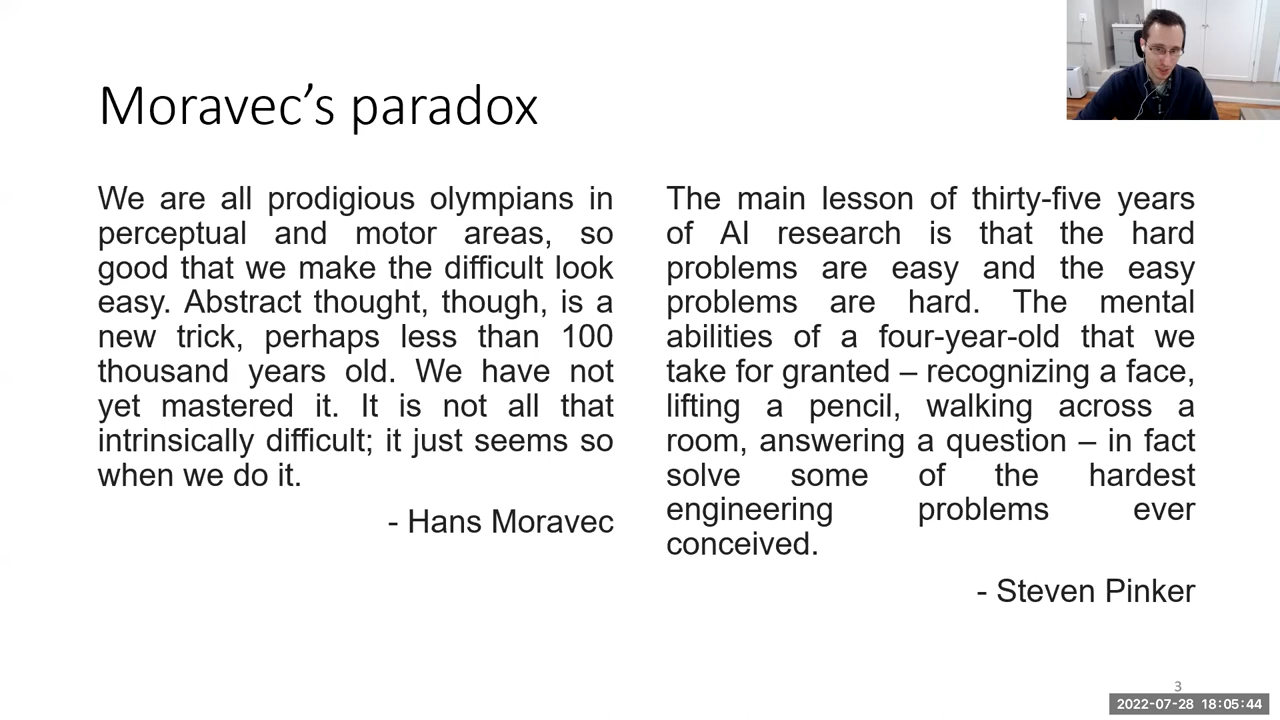 Moravec’s paradox
We are all prodigious olympians in
perceptual and motor areas, so
good that we make the difficult look
easy. Abstract thought, though, is a
new trick, perhaps less than 100
thousand years old. We have not
yet mastered it. It is not all that
intrinsically difficult; it just seems so
when we do it.
- Hans Moravec
The main lesson of thirty-five years
of AI research is that the hard
problems are easy and the easy
problems are hard. The mental
abilities of a four-year-old that we
take for granted – recognizing a face,
lifting a pencil, walking across a
room, answering a question – in fact
solve some of the hardest
engineering problems ever
conceived.
- Steven Pinker
3
2022-07-28 18:05:44